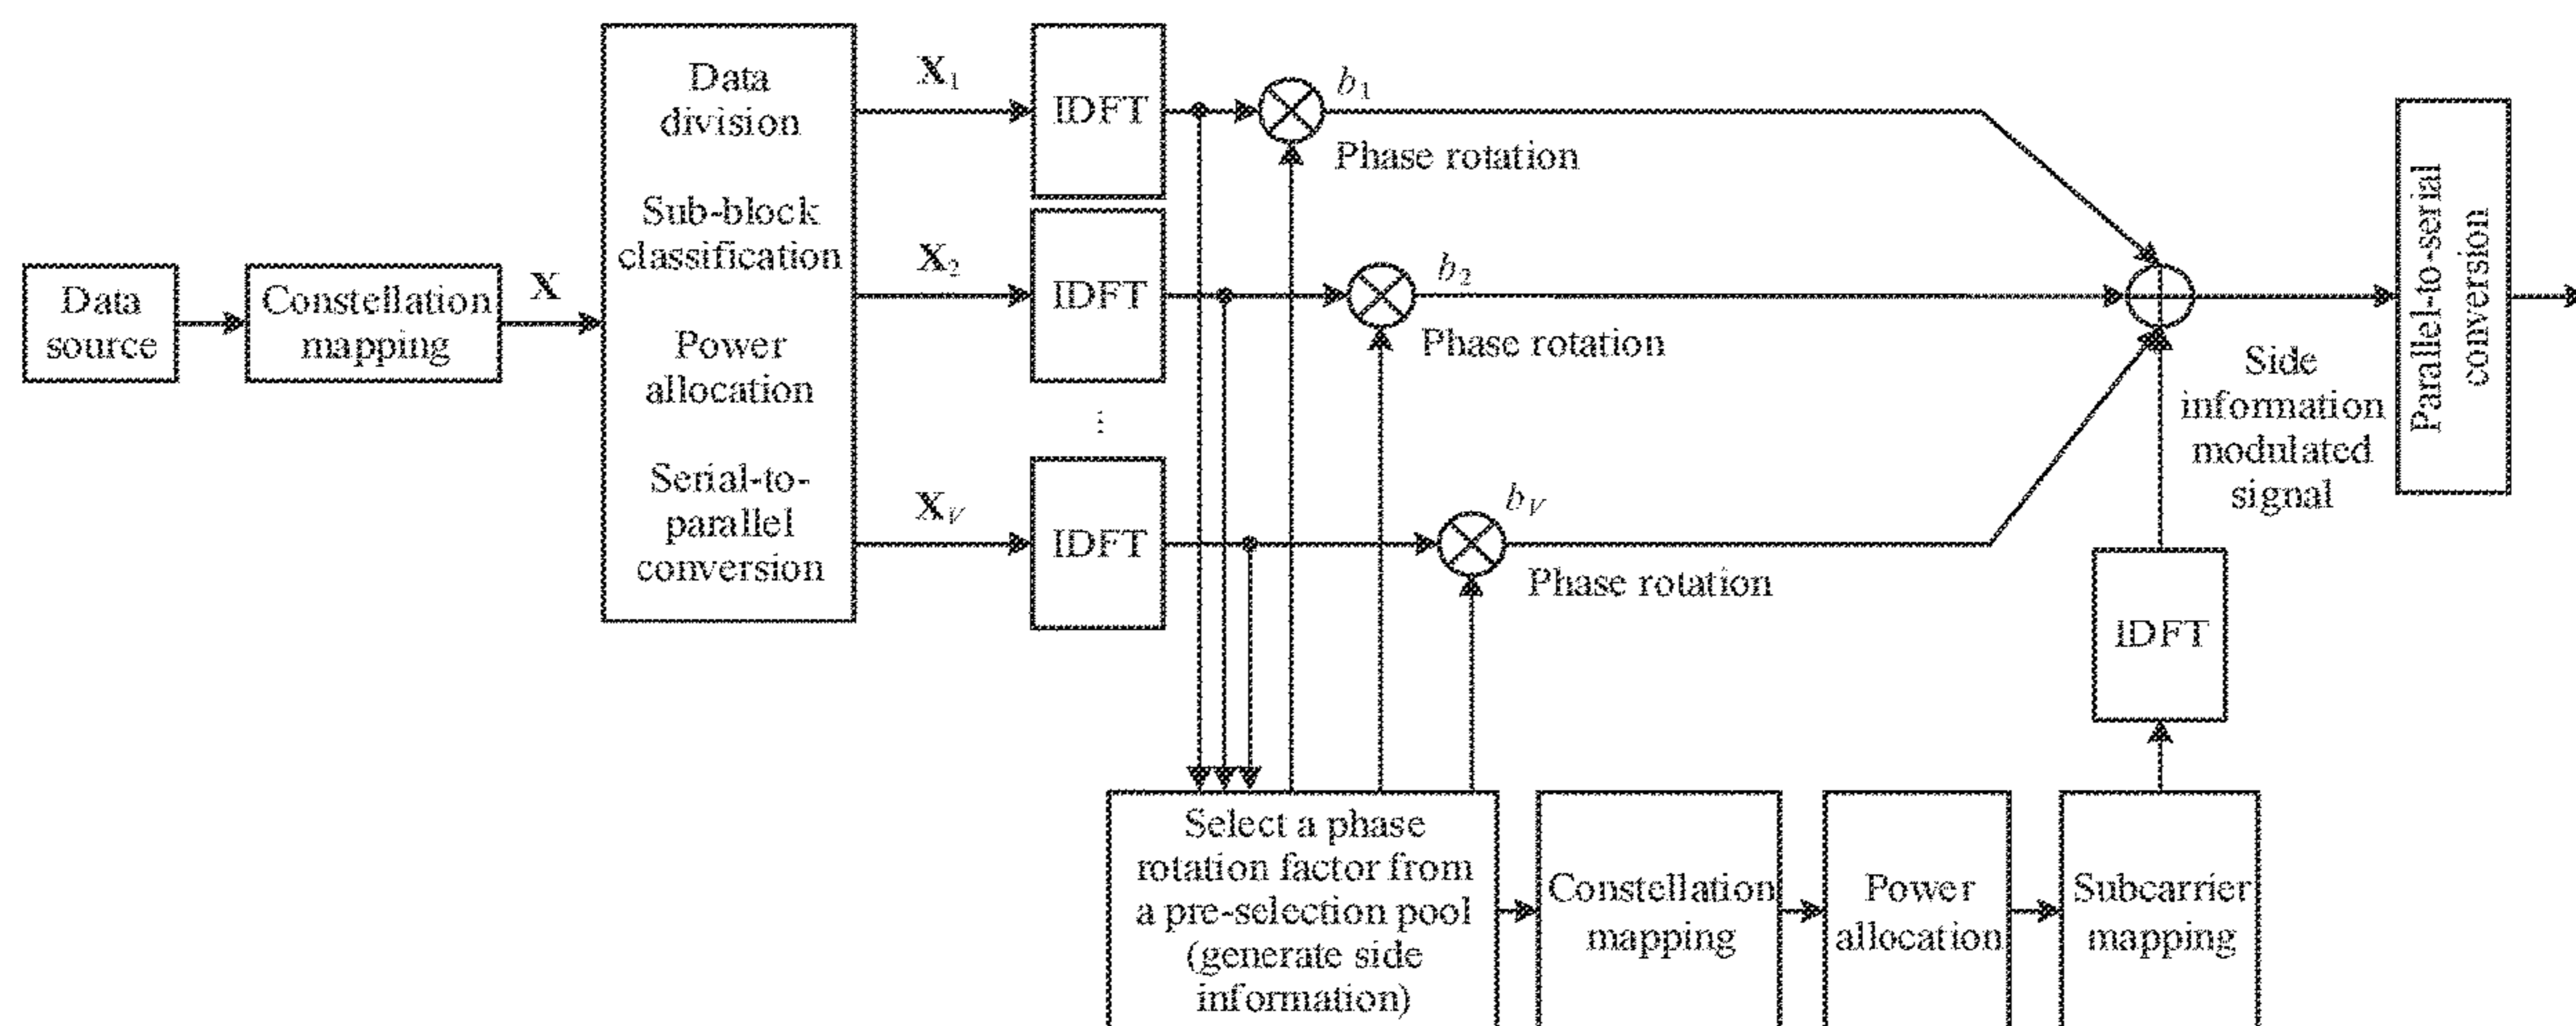 Data
source
Constellation
mapping
X
Data
division
Sub-block
classification
Power
allocation
Serial-to-
parallel
conversion
X₁
IDFT
b₁
Phase rotation
X₂
IDFT
b₂
Phase rotation
⋮
X_V
IDFT
b_V
Phase rotation
Side
information
modulated
signal
Parallel-to-serial
conversion
IDFT
Select a phase
rotation factor from
a pre-selection pool
(generate side
information)
Constellation
mapping
Power
allocation
Subcarrier
mapping